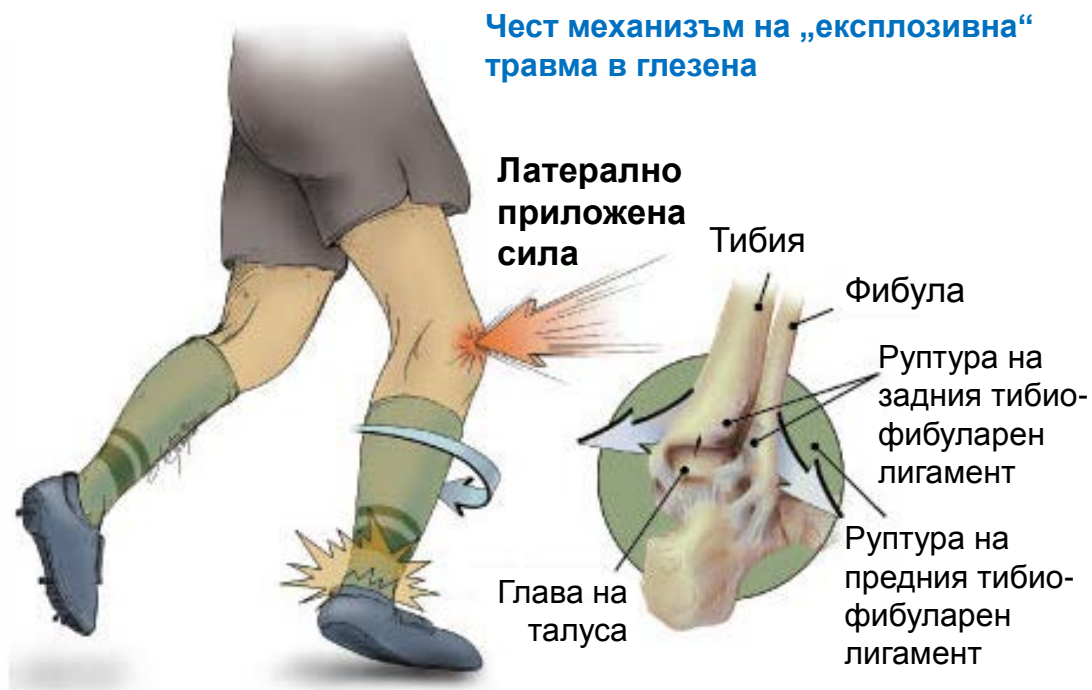 Чест механизъм на „експлозивна“
травма в глезена
Латерално
приложена
сила
Тибия
Фибула
Руптура на
задния тибио-
фибуларен
лигамент
Руптура на
предния тибио-
фибуларен
лигамент
Глава на
талуса